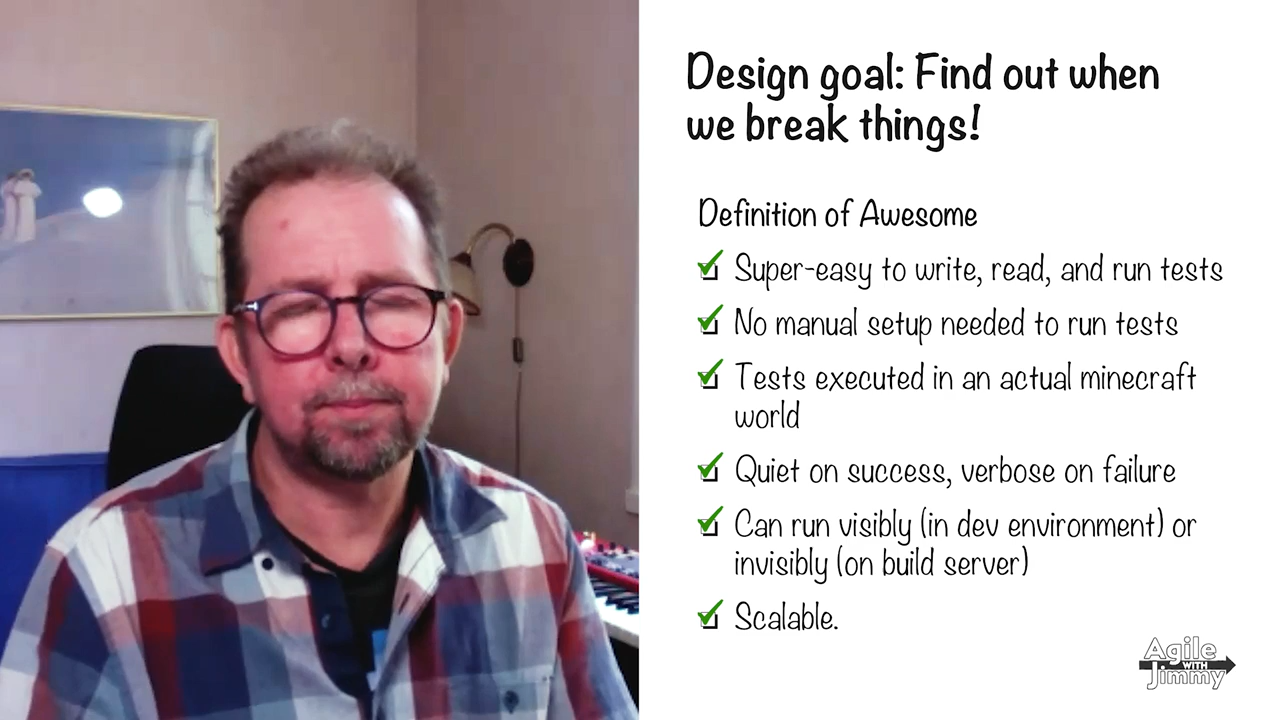 Design goal: Find out when
we break things!
Definition of Awesome
Super-easy to write, read, and run tests
No manual setup needed to run tests
Tests executed in an actual minecraft
world
Quiet on success, verbose on failure
Can run visibly (in dev environment) or
invisibly (on build server)
Scalable.
Agile
WITH
Jimmy